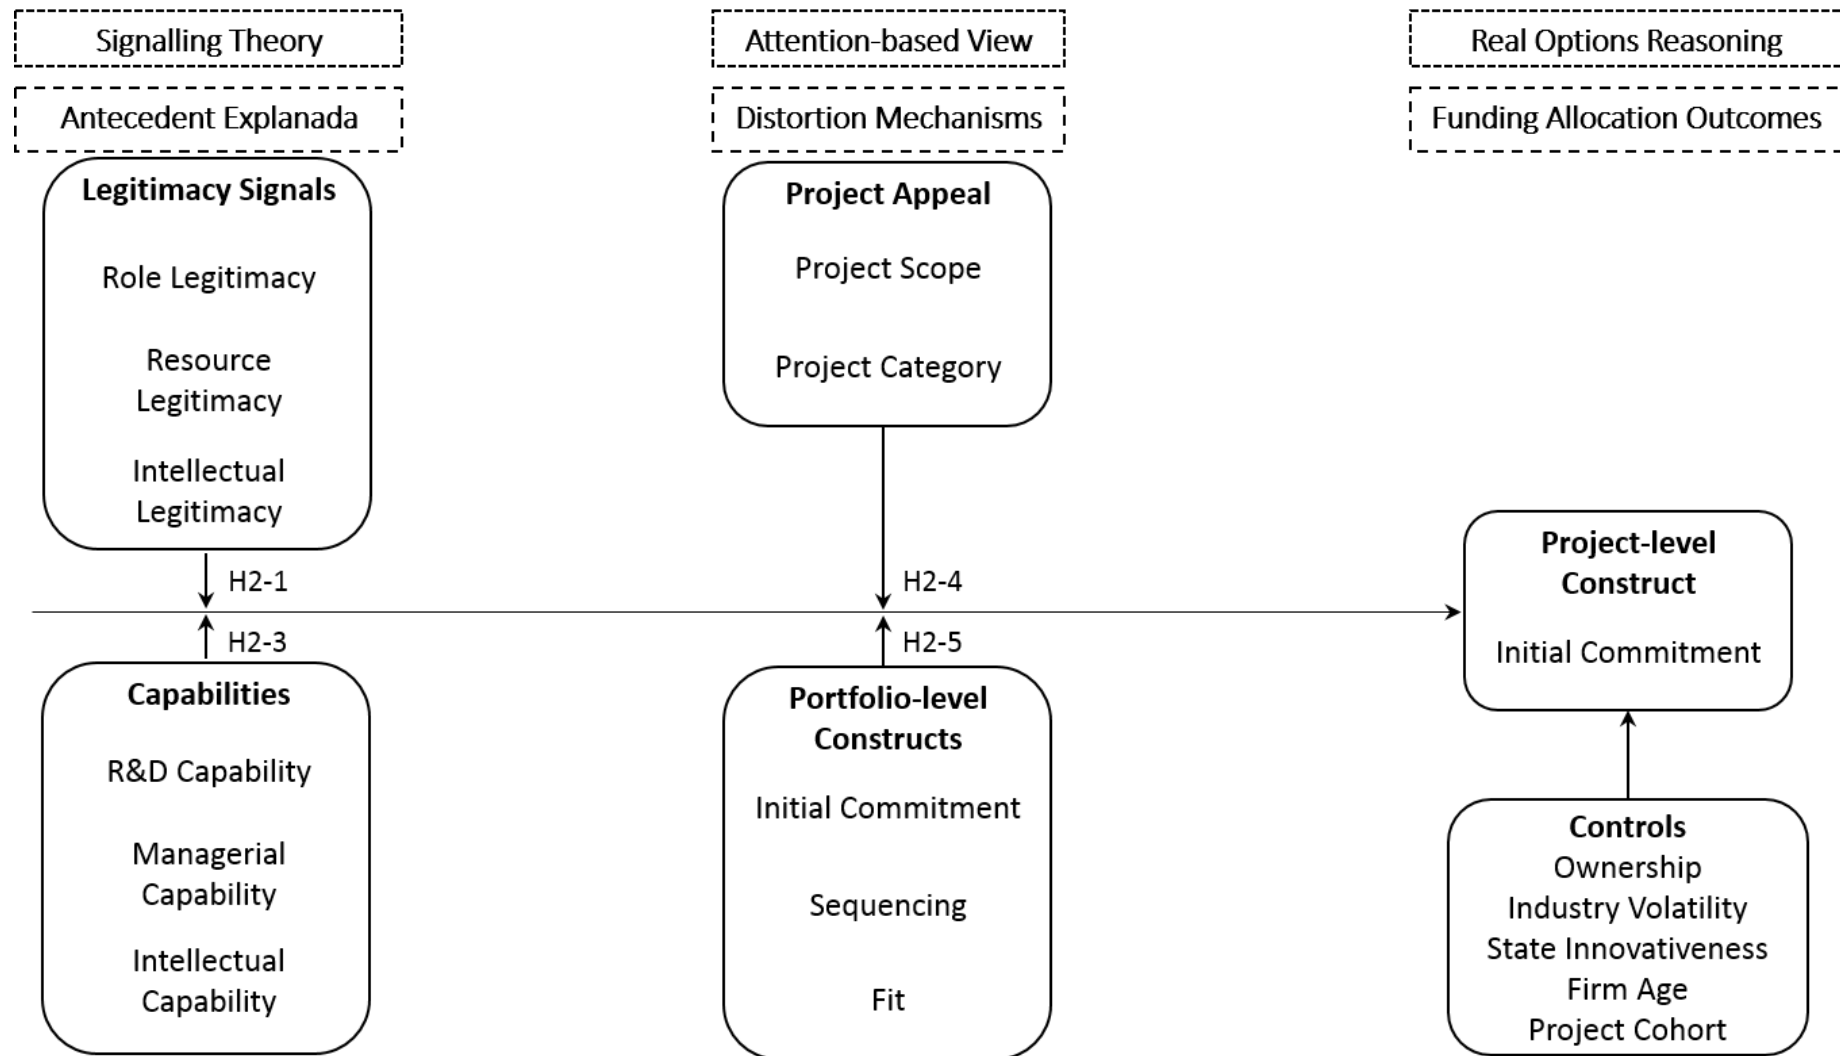 Signalling Theory
Attention-based View
Real Options Reasoning
Antecedent Explanada
Distortion Mechanisms
Funding Allocation Outcomes
Legitimacy Signals
Role Legitimacy
Resource
Legitimacy
Intellectual
Legitimacy
Project Appeal
Project Scope
Project Category
H2-1
H2-4
H2-3
H2-5
Capabilities
R&D Capability
Managerial
Capability
Intellectual
Capability
Portfolio-level
Constructs
Initial Commitment
Sequencing
Fit
Project-level
Construct
Initial Commitment
Controls
Ownership
Industry Volatility
State Innovativeness
Firm Age
Project Cohort